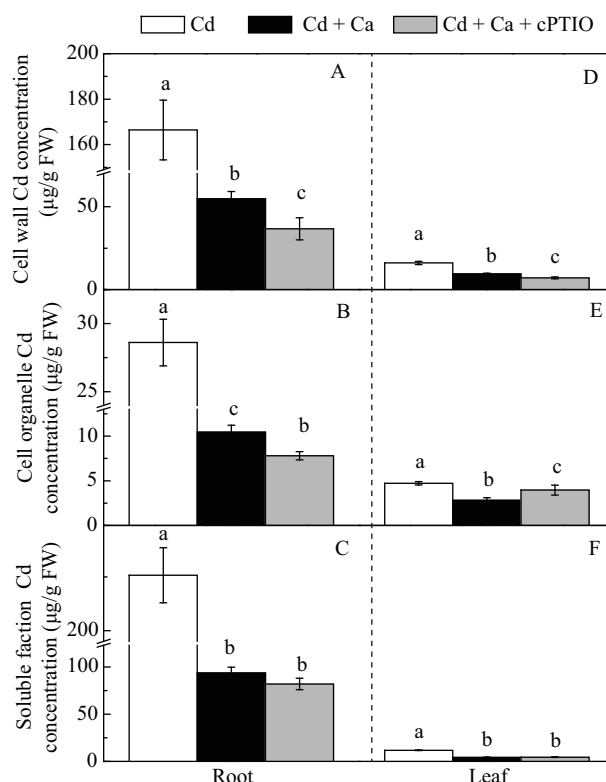 Cd
Cd + Ca
Cd + Ca + cPTIO
Cell wall Cd concentration
(μg/g FW)
200
160
50
0
A
a
b
c
D
a
b
c
Cell organelle Cd
concentration (μg/g FW)
30
25
10
5
0
B
a
c
b
E
a
b
c
Soluble faction Cd
concentration (μg/g FW)
200
100
50
0
C
a
b
b
F
a
b
b
Root
Leaf